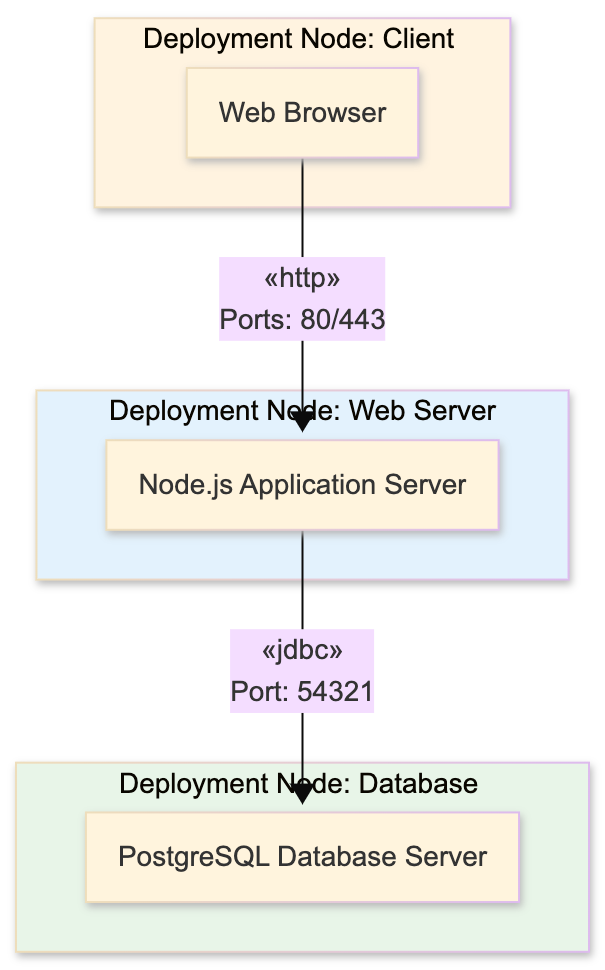 Deployment Node: Client
Web Browser
«http»
Ports: 80/443
Deployment Node: Web Server
Node.js Application Server
«jdbc»
Port: 54321
Deployment Node: Database
PostgreSQL Database Server